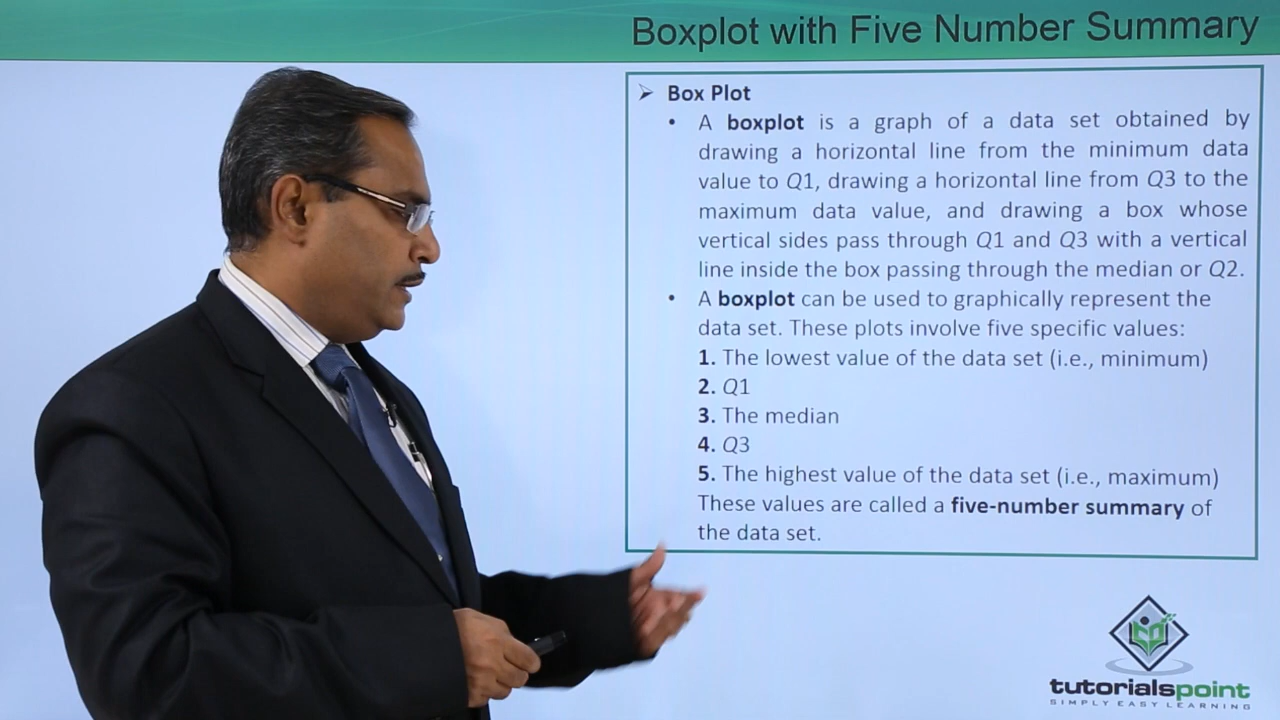 Boxplot with Five Number Summary
➢ Box Plot
• A boxplot is a graph of a data set obtained by
drawing a horizontal line from the minimum data
value to Q1, drawing a horizontal line from Q3 to the
maximum data value, and drawing a box whose
vertical sides pass through Q1 and Q3 with a vertical
line inside the box passing through the median or Q2.
• A boxplot can be used to graphically represent the
data set. These plots involve five specific values:
1. The lowest value of the data set (i.e., minimum)
2. Q1
3. The median
4. Q3
5. The highest value of the data set (i.e., maximum)
These values are called a five-number summary of
the data set.
tutorialspoint
SIMPLY EASY LEARNING